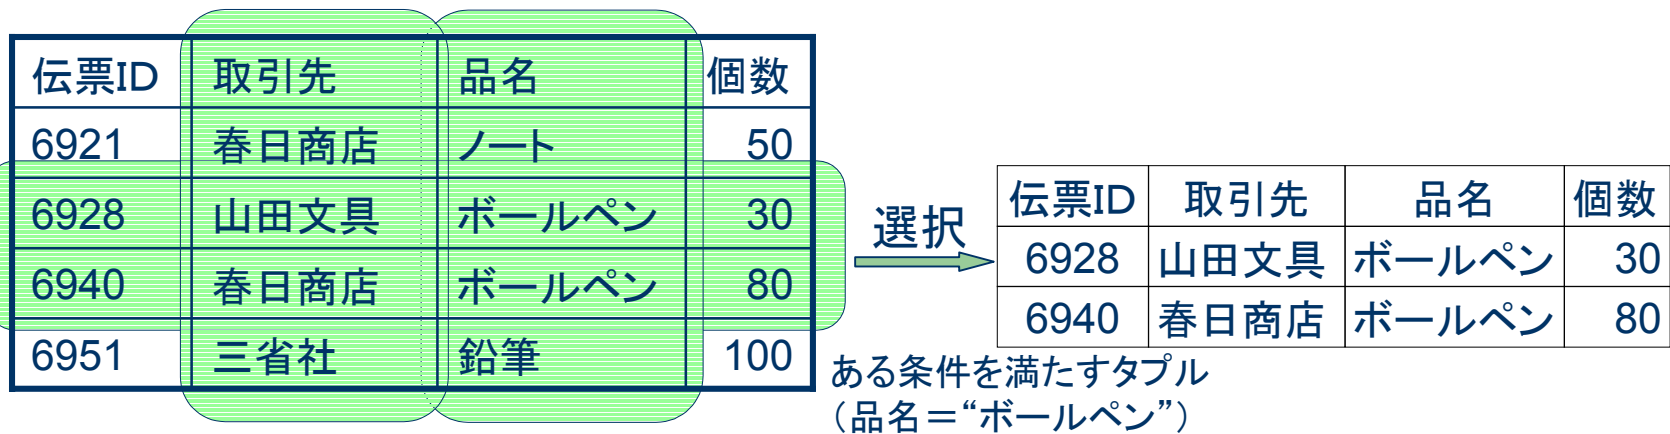 伝票ID 取引先 品名 個数
6921 春日商店 ノート 50
6928 山田文具 ボールペン 30
6940 春日商店 ボールペン 80
6951 三省社 鉛筆 100
選択
伝票ID 取引先 品名 個数
6928 山田文具 ボールペン 30
6940 春日商店 ボールペン 80
ある条件を満たすタプル
（品名＝“ボールペン”）